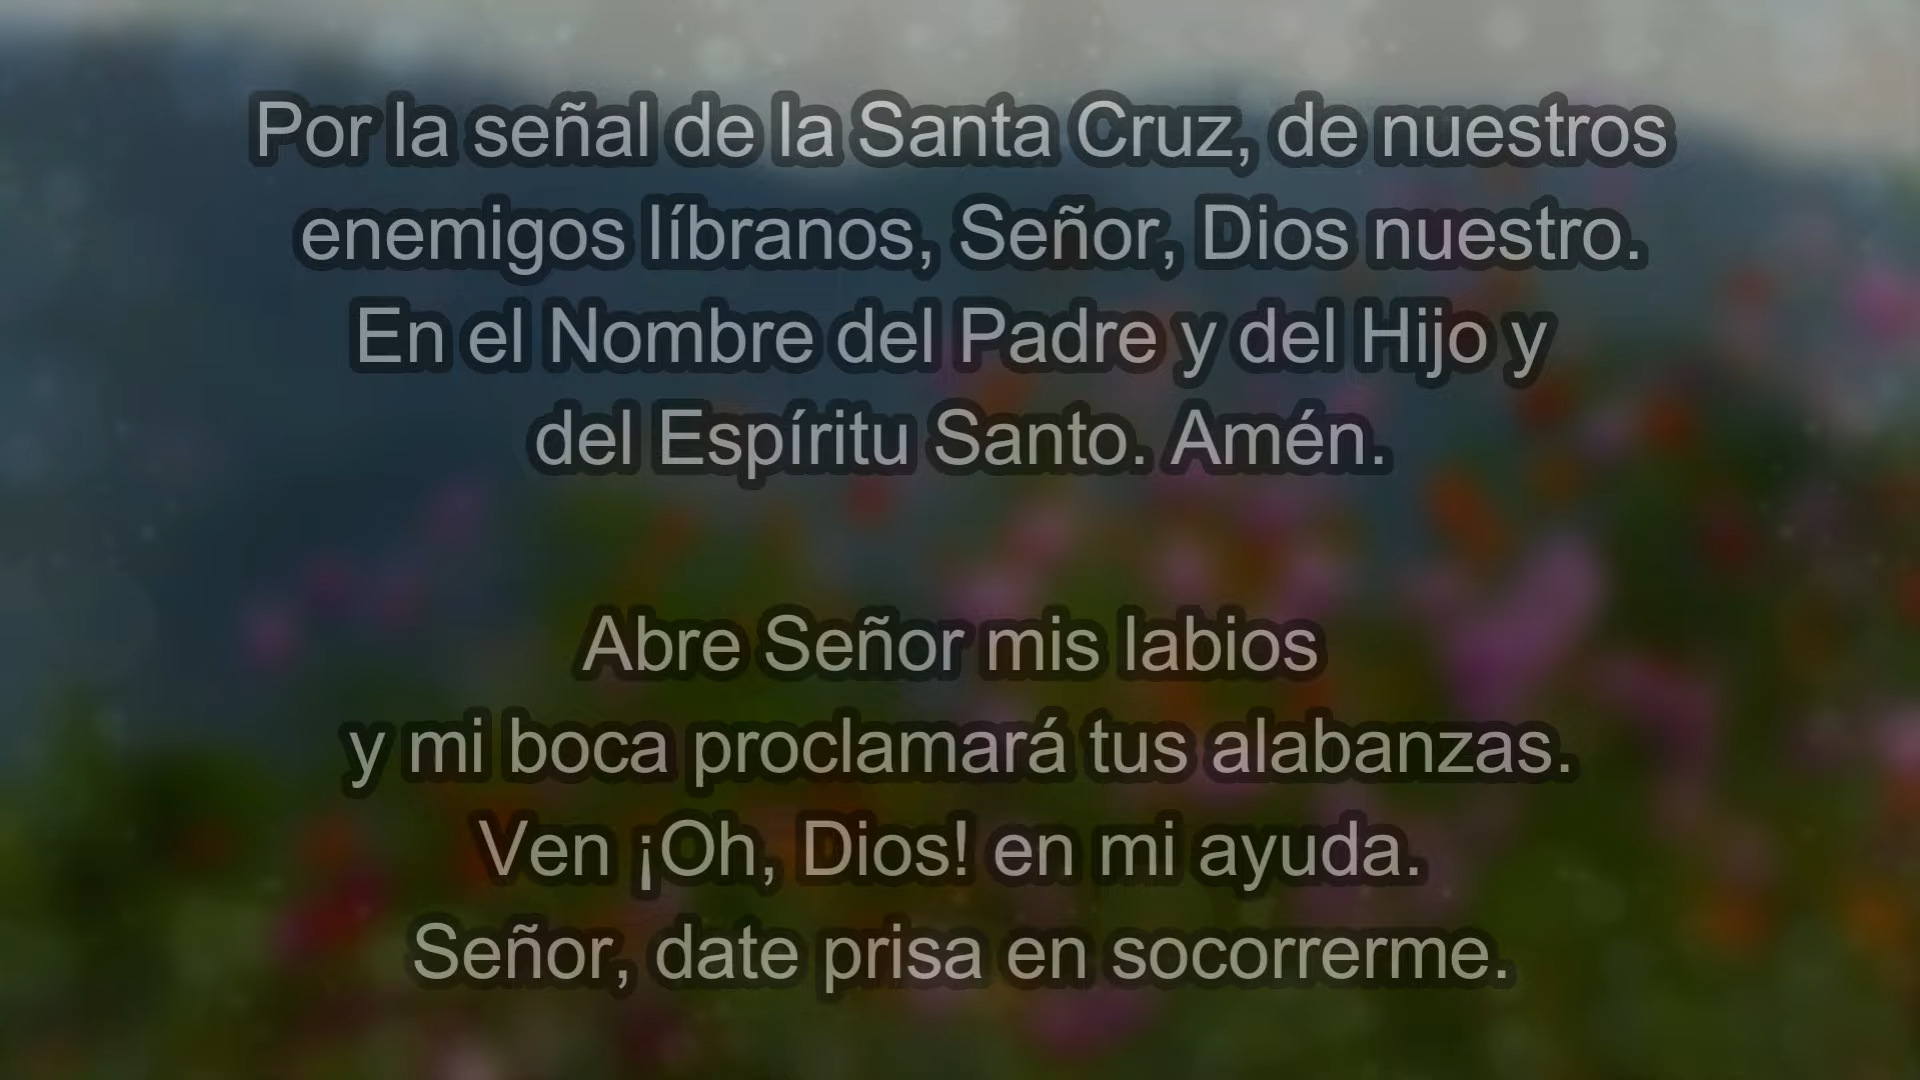 Por la señal de la Santa Cruz, de nuestros
enemigos líbranos, Señor, Dios nuestro.
En el Nombre del Padre y del Hijo y
del Espíritu Santo. Amén.
Abre Señor mis labios
y mi boca proclamará tus alabanzas.
Ven ¡Oh, Dios! en mi ayuda.
Señor, date prisa en socorrerme.